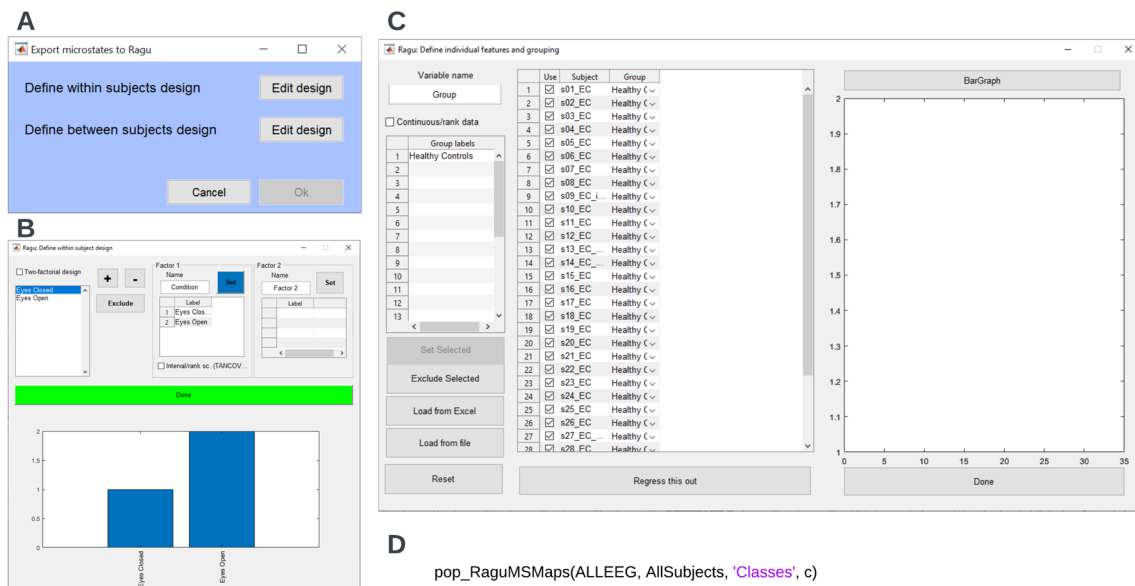 A
Export microstates to Ragu
Define within subjects design
Edit design
Define between subjects design
Edit design
Cancel
Ok
B
Ragu: Define within subject design
Two-factorial design
Eyes Closed
Eyes Open
+
-
Exclude
Factor 1
Name
Condition
Set
Label
1 Eyes Clos...
2 Eyes Open
Interval/rank sc. (TANCOV...
Factor 2
Name
Factor 2
Set
Label
Done
2
1.5
1
0.5
0
Eyes Closed
Eyes Open
C
Ragu: Define individual features and grouping
Variable name
Group
Continuous/rank data
Group labels
1 Healthy Controls
2
3
4
5
6
7
8
9
10
11
12
13
Set Selected
Exclude Selected
Load from Excel
Load from file
Reset
Use Subject Group
1 s01_EC Healthy C
2 s02_EC Healthy C
3 s03_EC Healthy C
4 s04_EC Healthy C
5 s05_EC Healthy C
6 s06_EC Healthy C
7 s07_EC Healthy C
8 s08_EC Healthy C
9 s09_EC_i... Healthy C
10 s10_EC Healthy C
11 s11_EC Healthy C
12 s12_EC Healthy C
13 s13_EC_... Healthy C
14 s14_EC_... Healthy C
15 s15_EC Healthy C
16 s16_EC Healthy C
17 s17_EC Healthy C
18 s18_EC Healthy C
19 s19_EC Healthy C
20 s20_EC Healthy C
21 s21_EC Healthy C
22 s22_EC Healthy C
23 s23_EC Healthy C
24 s24_EC Healthy C
25 s25_EC Healthy C
26 s26_EC Healthy C
27 s27_EC_... Healthy C
28 s28_EC Healthy C
Regress this out
BarGraph
2
1.9
1.8
1.7
1.6
1.5
1.4
1.3
1.2
1.1
1
0 5 10 15 20 25 30 35
Done
D
pop_RaguMSMaps(ALLEEG, AllSubjects, 'Classes', c)